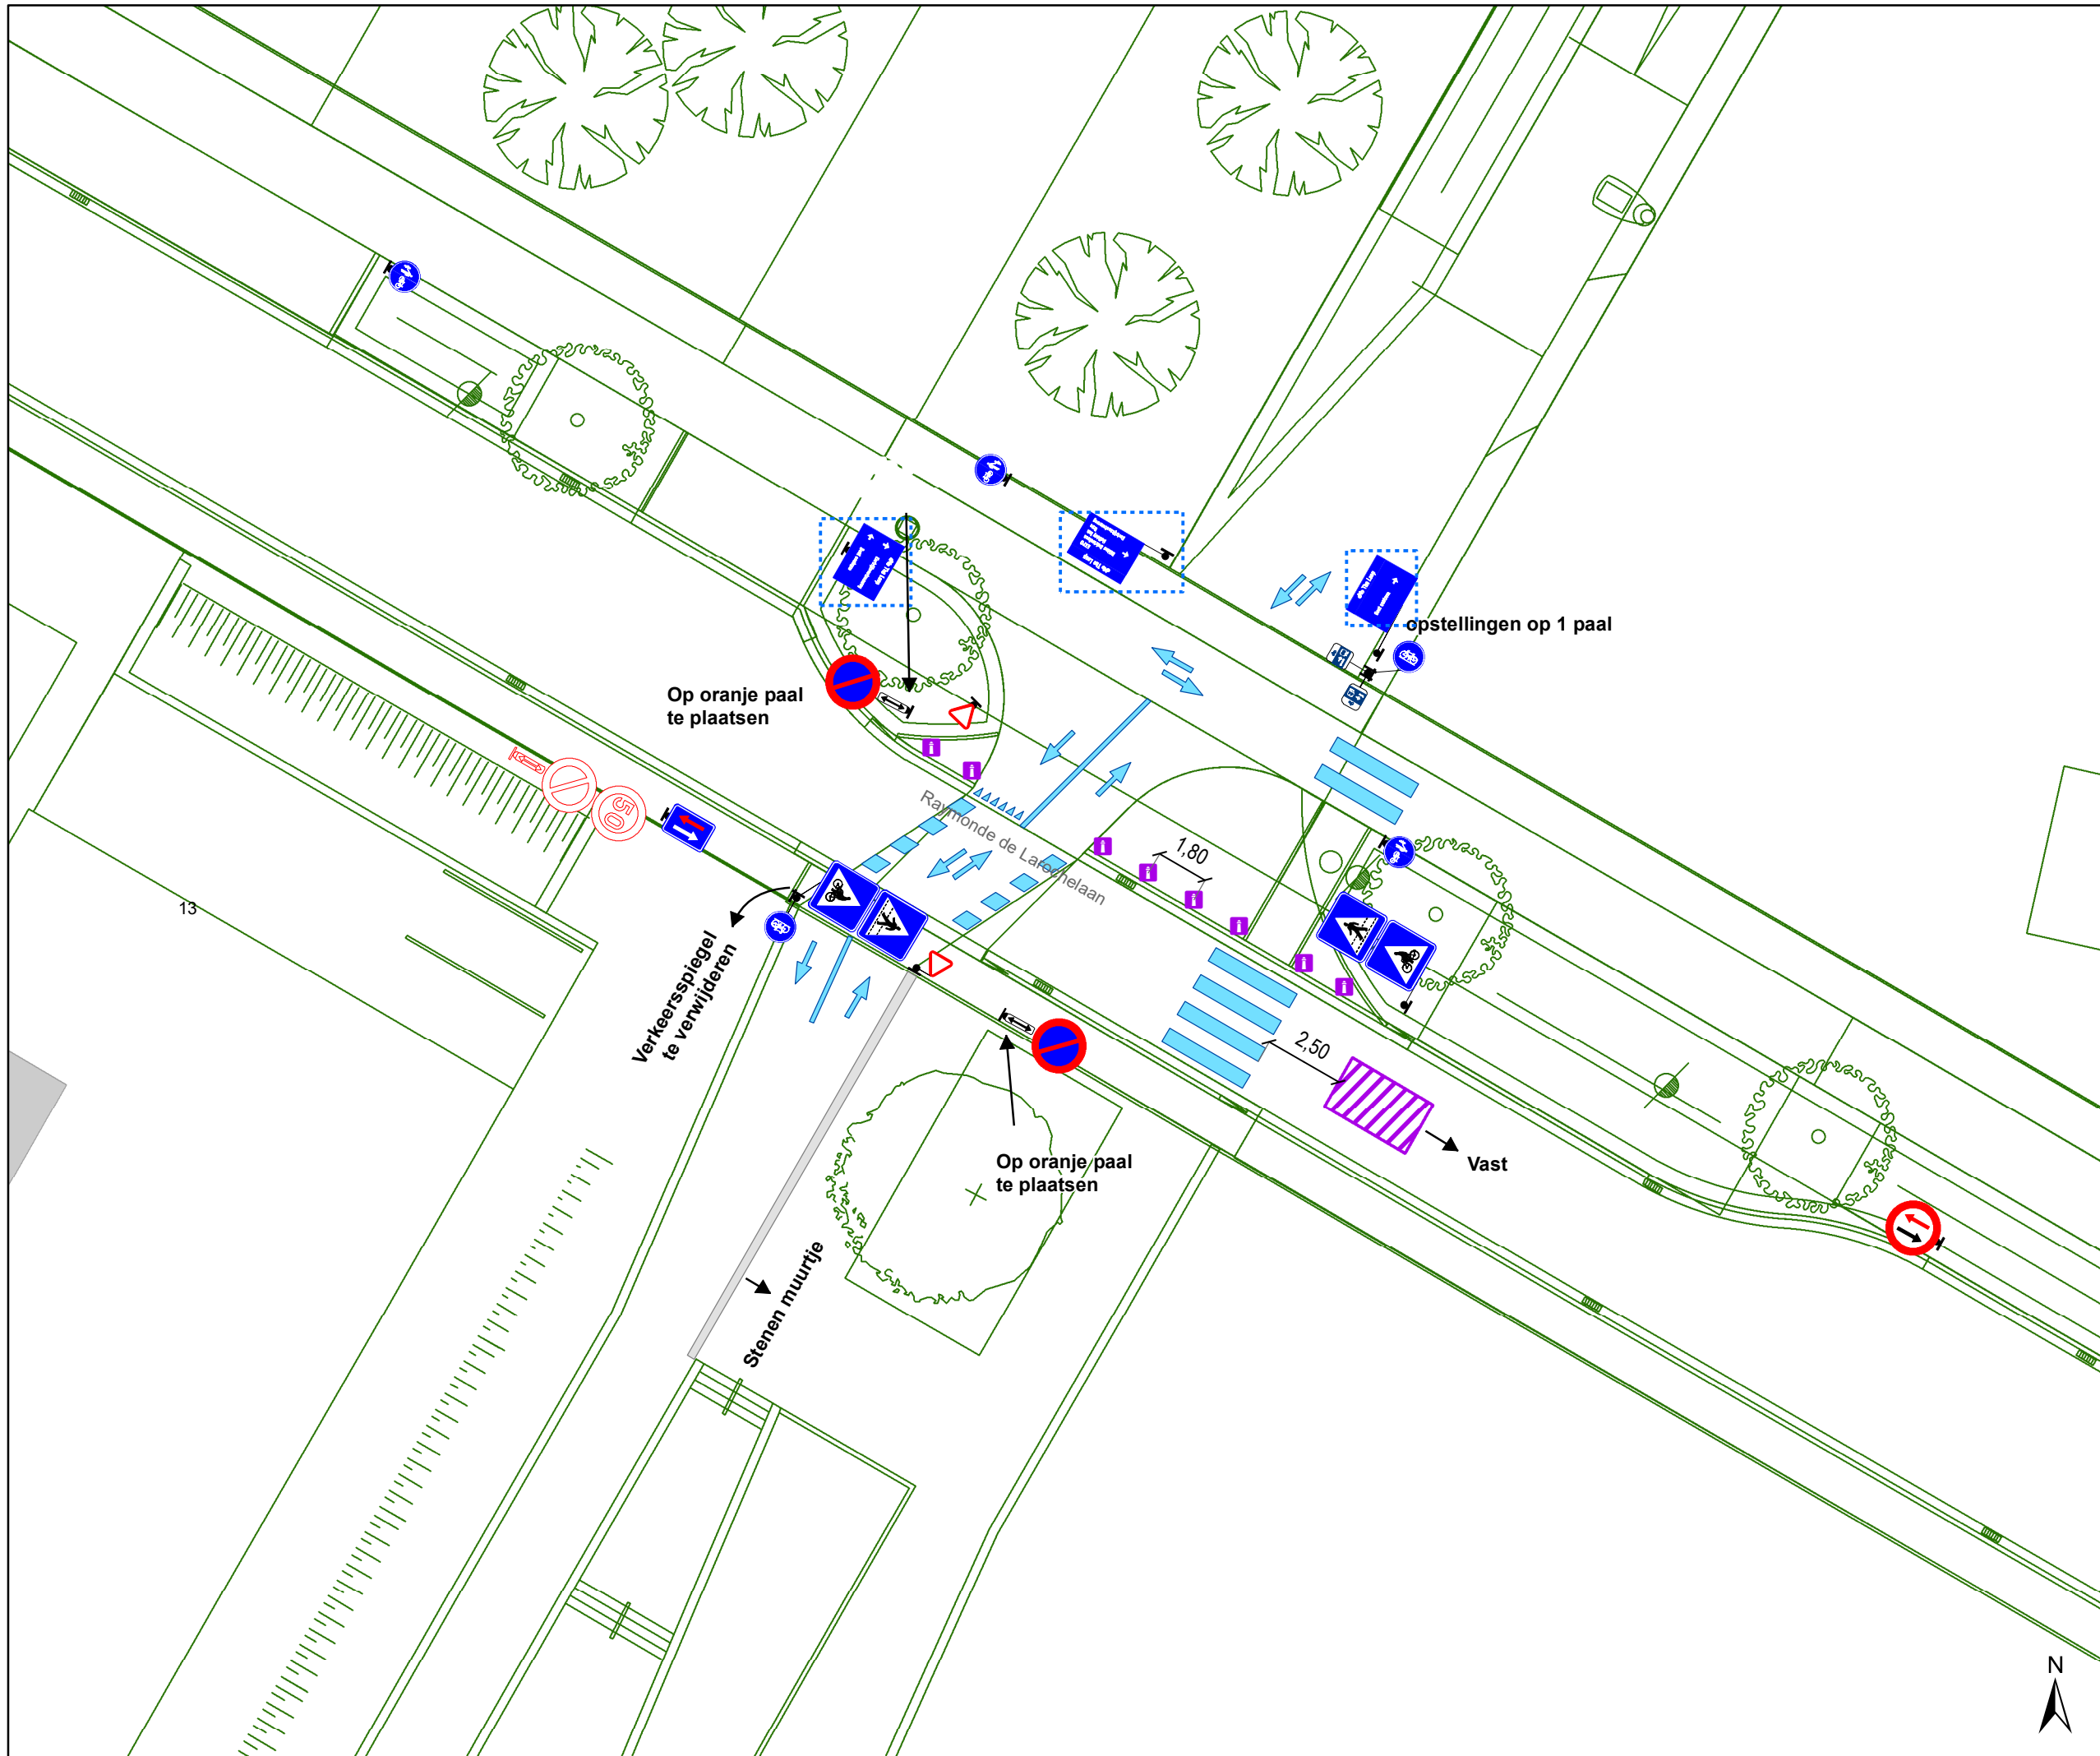 opstellingen op 1 paal
Op oranje paal
te plaatsen
Raymonde de Larochelaan
1,80
50
13
Verkeersspiegel
te verwijderen
2,50
Vast
Op oranje paal
te plaatsen
Stenen muurtje
N